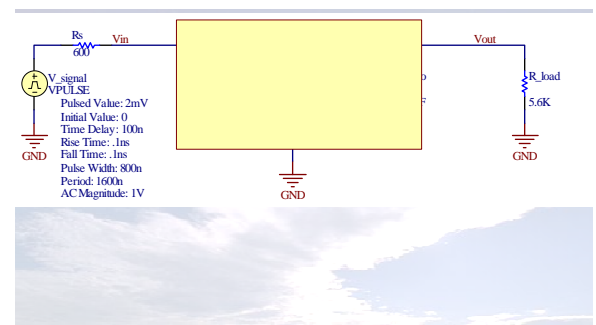 Rs
600
Vin
Vout
V_signal
VPULSE
Pulsed Value: 2mV
Initial Value: 0
Time Delay: 100n
Rise Time: .1ns
Fall Time: .1ns
Pulse Width: 800n
Period: 1600n
AC Magnitude: 1V
GND
GND
R_load
5.6K
GND